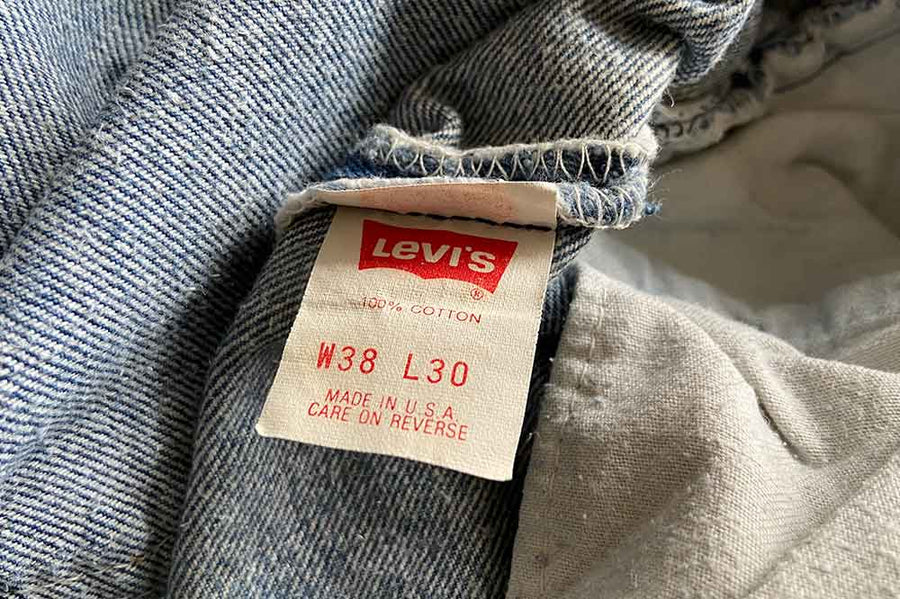 Levi's
®
100% COTTON
W38 L30
MADE IN U.S.A.
CARE ON REVERSE